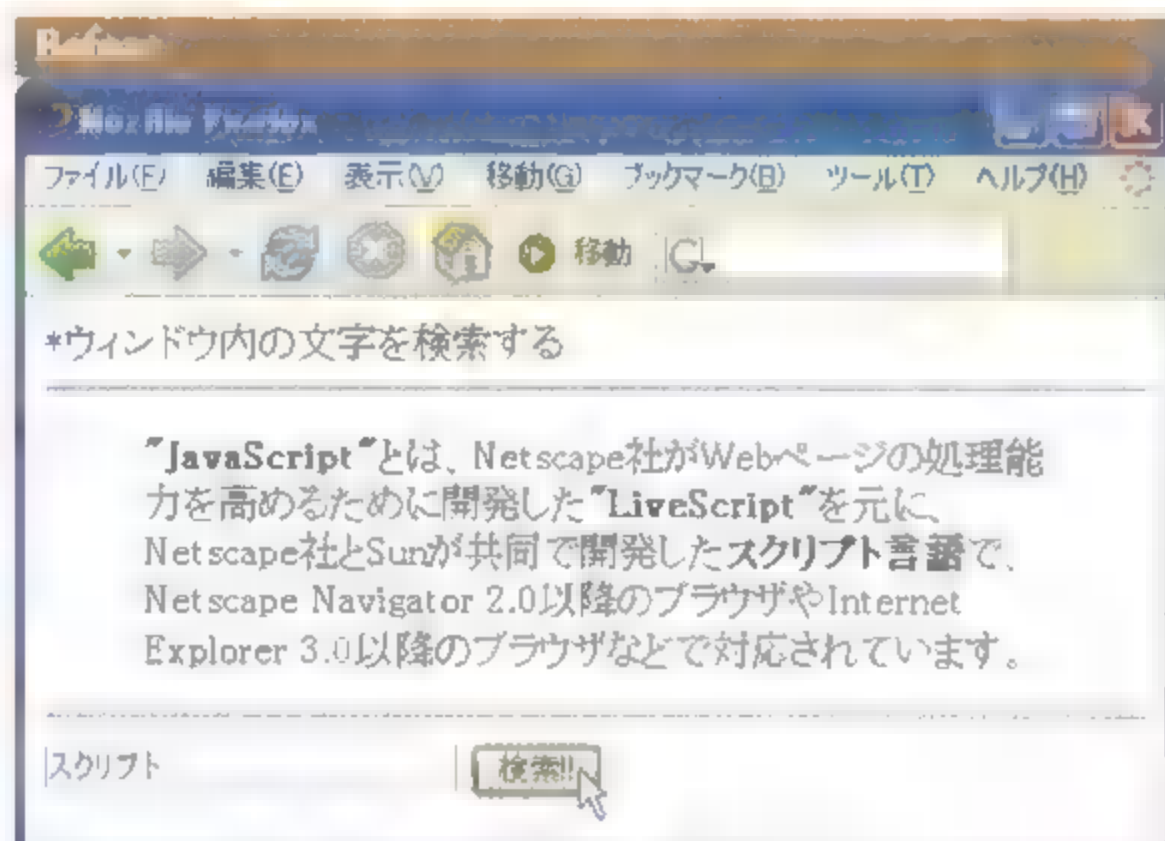 Mozilla Firefox
ファイル(F) 編集(E) 表示(V) 移動(G) ブックマーク(B) ツール(T) ヘルプ(H)
移動 G
*ウィンドウ内の文字を検索する
"JavaScript"とは、Netscape社がWebページの処理能
力を高めるために開発した"LiveScript"を元に、
Netscape社とSunが共同で開発したスクリプト言語で、
Netscape Navigator 2.0以降のブラウザやInternet
Explorer 3.0以降のブラウザなどで対応されています。
スクリプト 検索!!